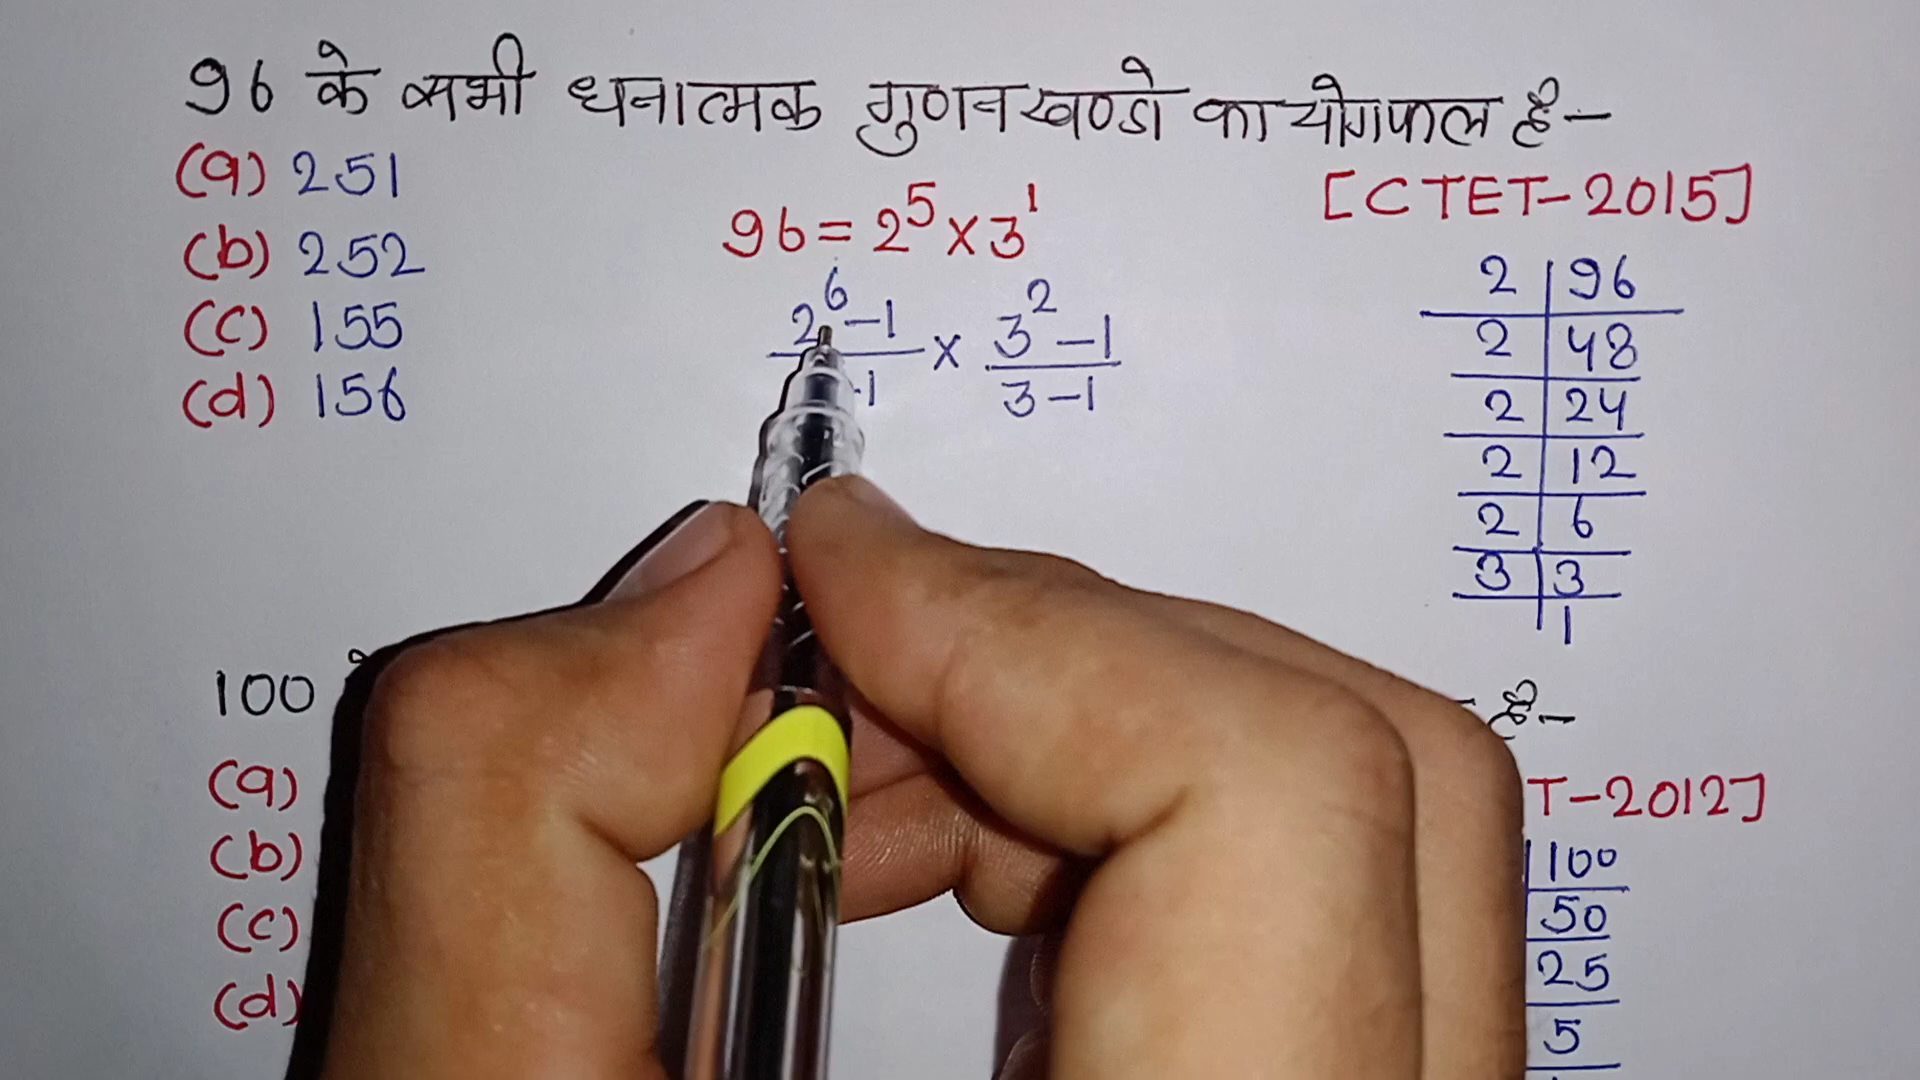 96 के सभी धनात्मक गुणनखण्डो का योगफल है-
(a) 251
(b) 252
(c) 155
(d) 156
96 = 2⁵ × 3¹
2⁶-1 × 3²-1
-1 3-1
[CTET-2015]
2 | 96
2 | 48
2 | 24
2 | 12
2 | 6
3 | 3
1
100 है-
(a)
(b)
(c)
(d)
T-2012]
100
50
25
5